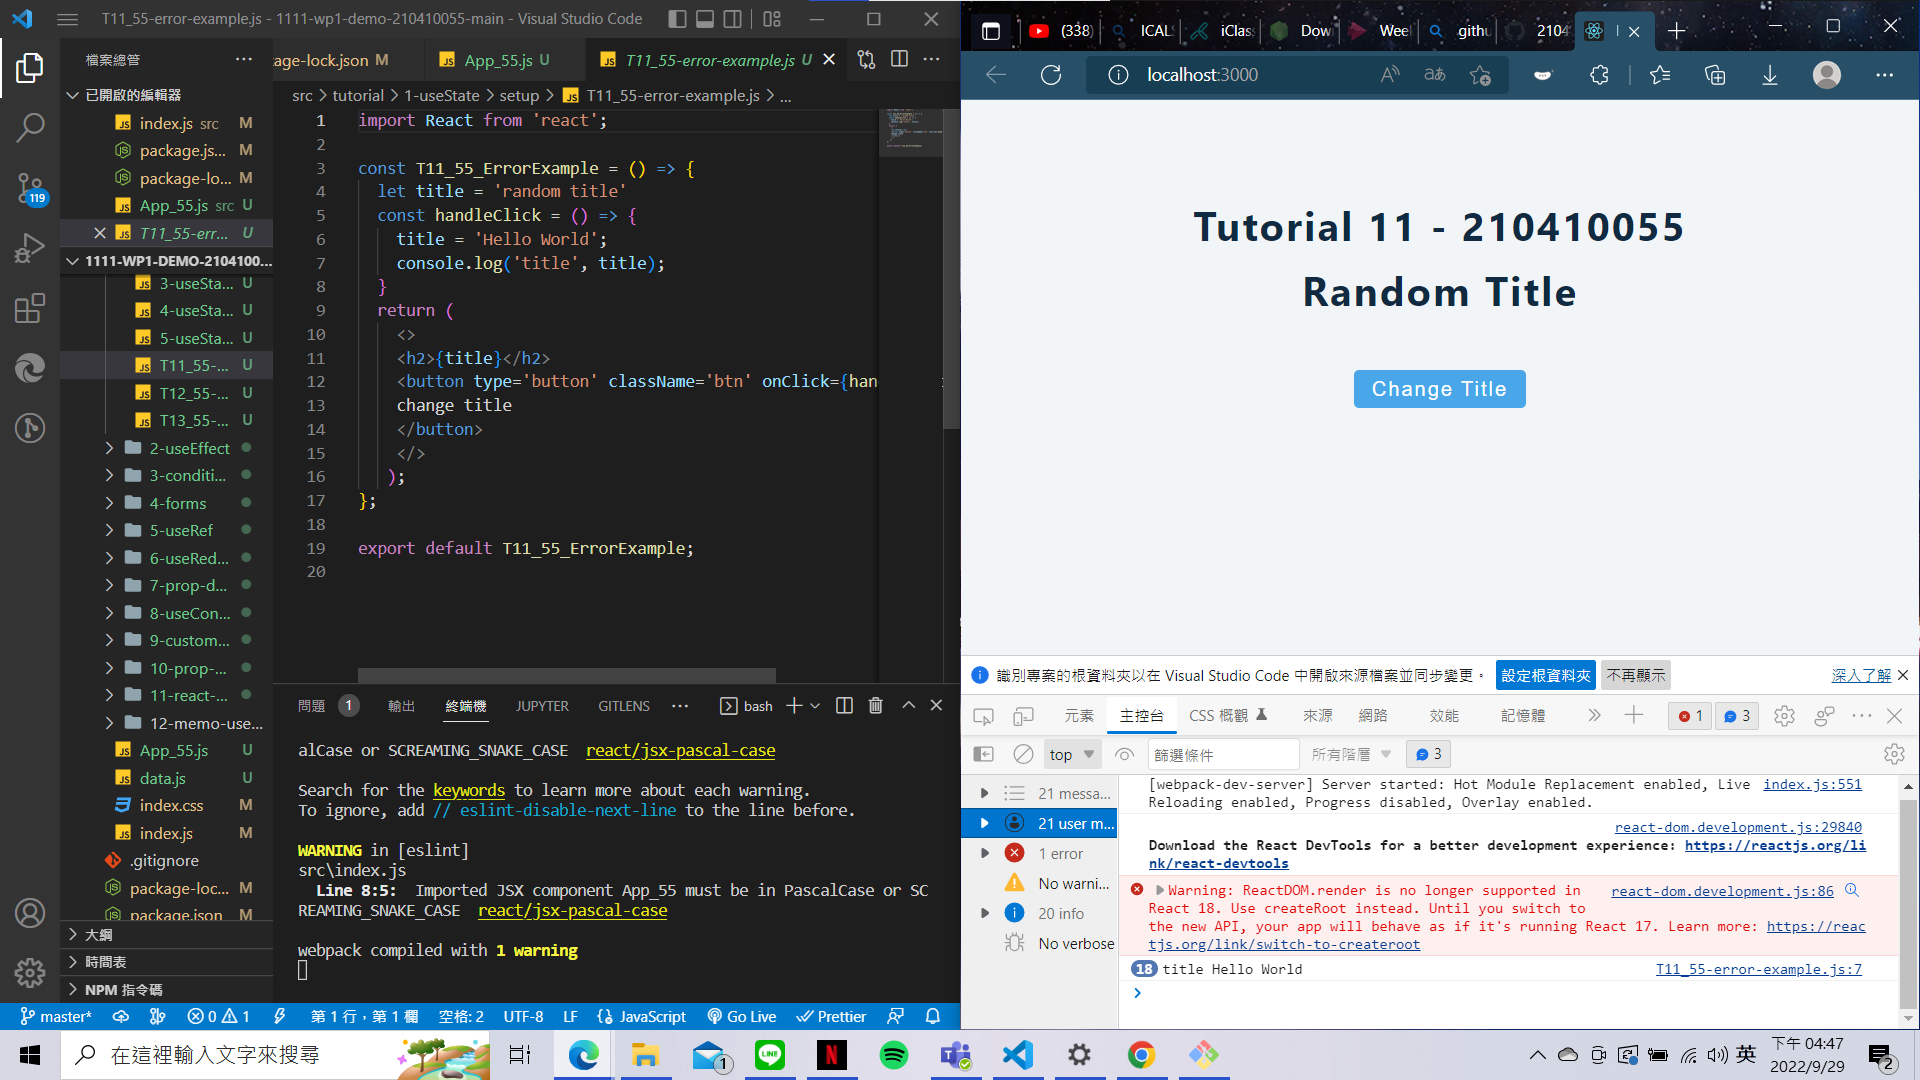 T11_55-error-example.js - 1111-wp1-demo-210410055-main - Visual Studio Code
檔案總管
age-lock.json M
App_55.js U
T11_55-error-example.js U
已開啟的編輯器
index.js src M
package.js... M
package-lo... M
App_55.js src U
T11_55-err... U
1111-WP1-DEMO-2104100...
3-useSta... U
4-useSta... U
5-useSta... U
T11_55-... U
T12_55-... U
T13_55-... U
2-useEffect
3-conditi...
4-forms
5-useRef
6-useRed...
7-prop-d...
8-useCon...
9-custom...
10-prop-...
11-react-...
12-memo-use...
App_55.js U
data.js U
index.css M
index.js M
.gitignore
package-loc... M
package.json M
大綱
時間表
NPM 指令碼
119
src > tutorial > 1-useState > setup > T11_55-error-example.js > ...
1 import React from 'react';
2
3 const T11_55_ErrorExample = () => {
4 let title = 'random title'
5 const handleClick = () => {
6 title = 'Hello World';
7 console.log('title', title);
8 }
9 return (
10 <>
11 <h2>{title}</h2>
12 <button type='button' className='btn' onClick={han
13 change title
14 </button>
15 </>
16 );
17 };
18
19 export default T11_55_ErrorExample;
20
問題 1 輸出 終端機 JUPYTER GITLENS ... bash
alCase or SCREAMING_SNAKE_CASE react/jsx-pascal-case
Search for the keywords to learn more about each warning.
To ignore, add // eslint-disable-next-line to the line before.
WARNING in [eslint]
src\index.js
Line 8:5: Imported JSX component App_55 must be in PascalCase or SC
REAMING_SNAKE_CASE react/jsx-pascal-case
webpack compiled with 1 warning
master* 0 1 第 1 行，第 1 欄 空格: 2 UTF-8 LF JavaScript Go Live Prettier
(338)
ICAL
iClas
Dow
Weel
githu
2104
localhost:3000
Tutorial 11 - 210410055
Random Title
Change Title
識別專案的根資料夾以在 Visual Studio Code 中開啟來源檔案並同步變更。 設定根資料夾 不再顯示 深入了解
元素 主控台 CSS 概觀 來源 網路 效能 記憶體 1 3
top 篩選條件 所有階層 3
21 messa...
21 user m...
1 error
No warni...
20 info
No verbose
[webpack-dev-server] Server started: Hot Module Replacement enabled, Live index.js:551
Reloading enabled, Progress disabled, Overlay enabled.
react-dom.development.js:29840
Download the React DevTools for a better development experience: https://reactjs.org/li
nk/react-devtools
Warning: ReactDOM.render is no longer supported in react-dom.development.js:86
React 18. Use createRoot instead. Until you switch to
the new API, your app will behave as if it's running React 17. Learn more: https://reac
tjs.org/link/switch-to-createroot
18 title Hello World T11_55-error-example.js:7
在這裡輸入文字來搜尋
1
LINE
N
英
下午 04:47
2022/9/29
2